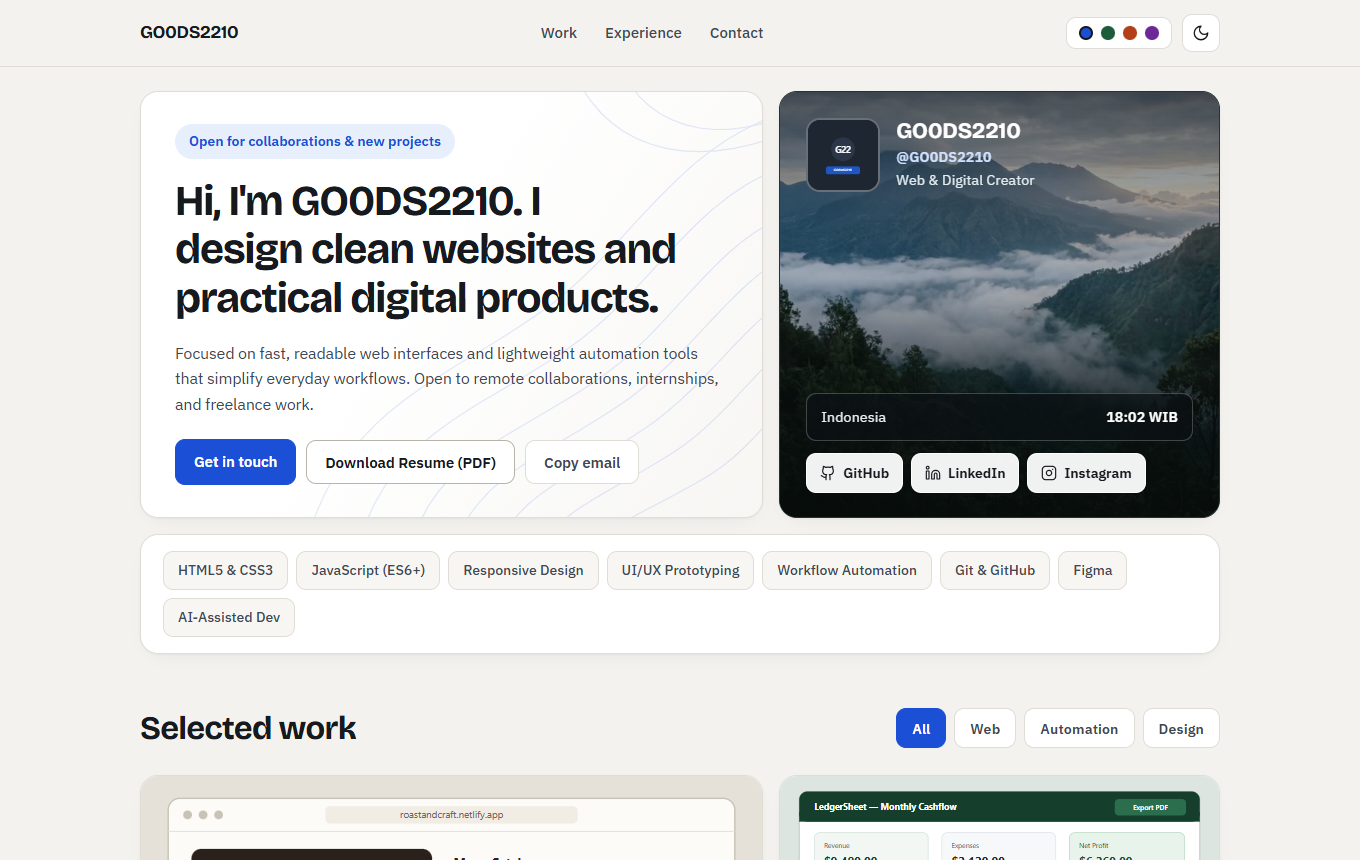 GO0DS2210
Work
Experience
Contact
Open for collaborations & new projects
Hi, I'm GO0DS2210. I
design clean websites and
practical digital products.
Focused on fast, readable web interfaces and lightweight automation tools
that simplify everyday workflows. Open to remote collaborations, internships,
and freelance work.
Get in touch
Download Resume (PDF)
Copy email
G22
GO0DS2210
@GO0DS2210
Web & Digital Creator
Indonesia
18:02 WIB
GitHub
LinkedIn
Instagram
HTML5 & CSS3
JavaScript (ES6+)
Responsive Design
UI/UX Prototyping
Workflow Automation
Git & GitHub
Figma
AI-Assisted Dev
Selected work
All
Web
Automation
Design
roastandcraft.netlify.app
LedgerSheet — Monthly Cashflow
Export PDF
Revenue
Expenses
Net Profit